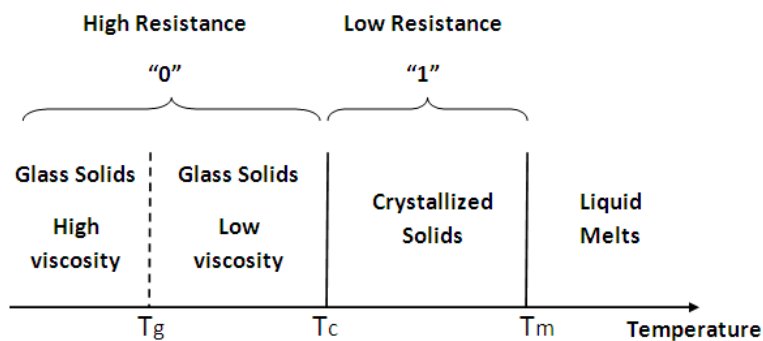 High Resistance
Low Resistance
“0”
“1”
Glass Solids
High
viscosity
Glass Solids
Low
viscosity
Crystallized
Solids
Liquid
Melts
Tg
Tc
Tm
Temperature